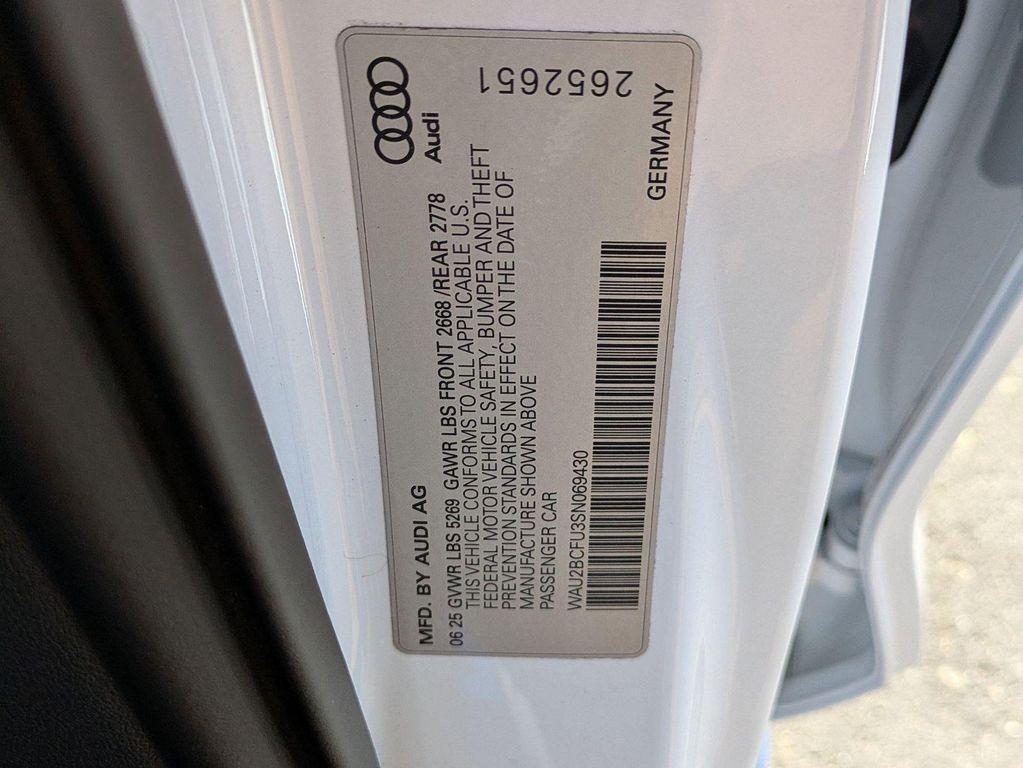 Audi
MFD. BY AUDI AG
06 25 GWVR LBS 5269 GAWR LBS FRONT 2668 /REAR 2778
THIS VEHICLE CONFORMS TO ALL APPLICABLE U.S.
FEDERAL MOTOR VEHICLE SAFETY, BUMPER AND THEFT
PREVENTION STANDARDS IN EFFECT ON THE DATE OF
MANUFACTURE SHOWN ABOVE
PASSENGER CAR
WAU2BCFU3SN069430
GERMANY
2652651